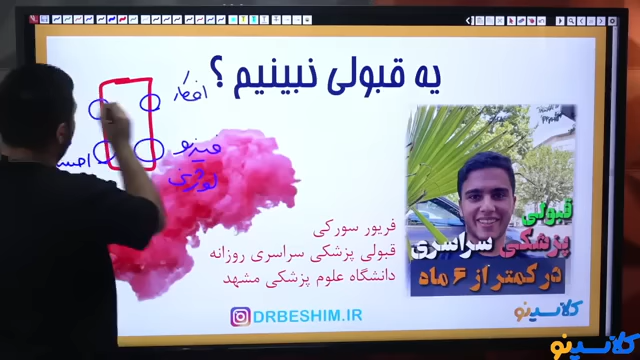 یه قبولی نبینیم ؟
افکار
فیزیو
لوژی
احس
فریور سورکی
قبولی پزشکی سراسری روزانه
دانشگاه علوم پزشکی مشهد
قبولی
پزشکی سراسری
در کمتر از ۶ ماه
DRBESHIM.IR
کلاسینو
کلاسینو